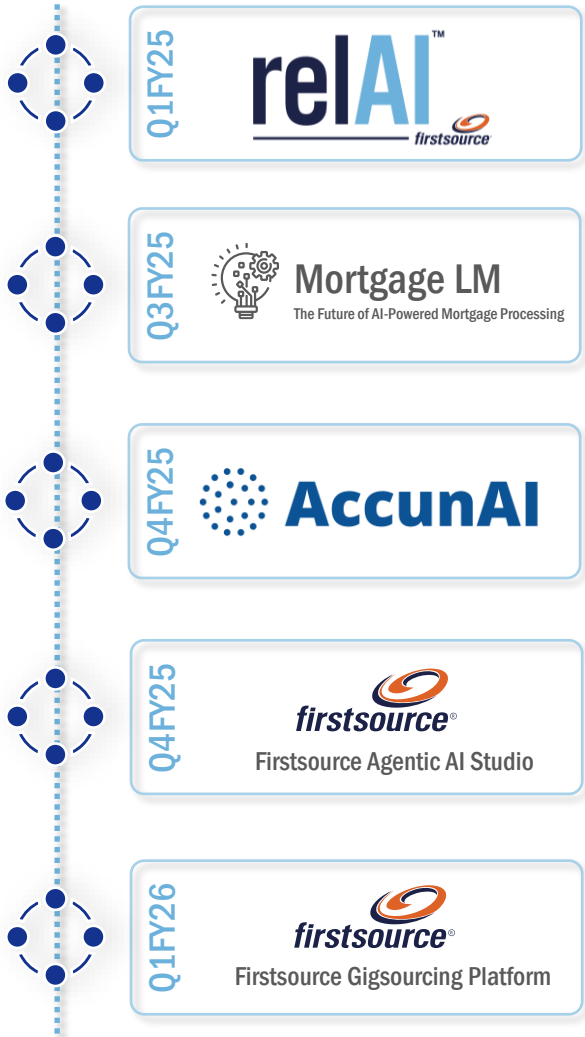 Q1FY25
relAI™
firstsource
Q3FY25
Mortgage LM
The Future of AI-Powered Mortgage Processing
Q4FY25
AccunAI
Q4FY25
firstsource®
Firstsource Agentic AI Studio
Q1FY26
firstsource®
Firstsource Gigsourcing Platform